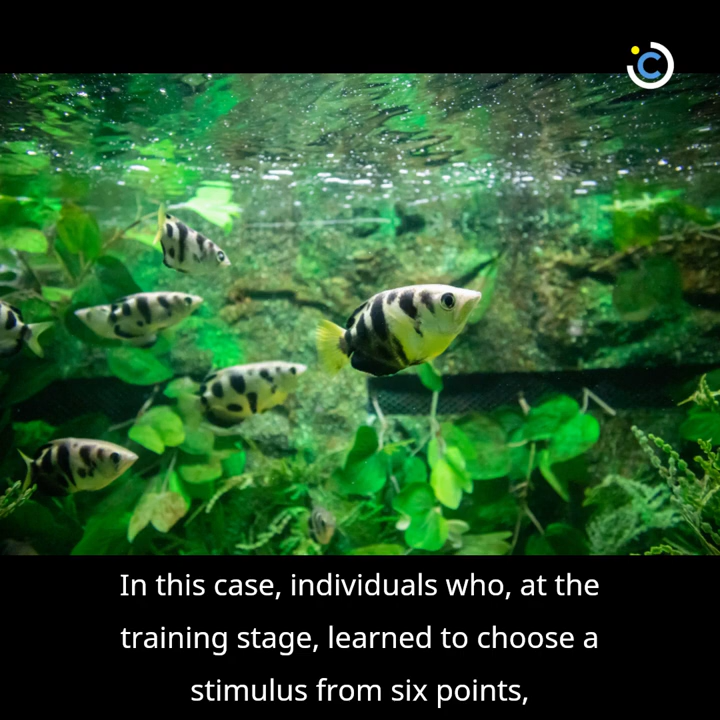 C
In this case, individuals who, at the
training stage, learned to choose a
stimulus from six points,